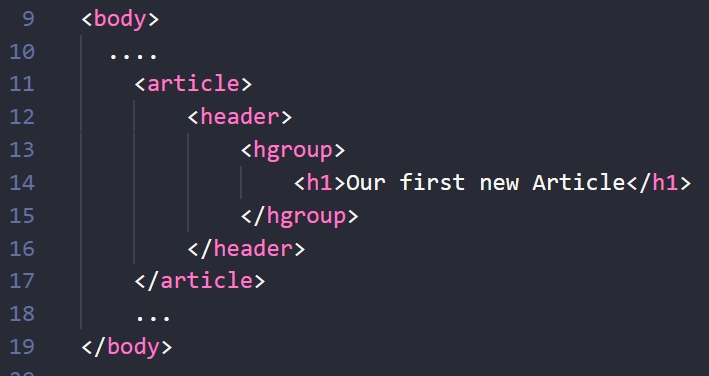 9 <body>
10 ....
11 <article>
12 <header>
13 <hgroup>
14 <h1>Our first new Article</h1>
15 </hgroup>
16 </header>
17 </article>
18 ...
19 </body>